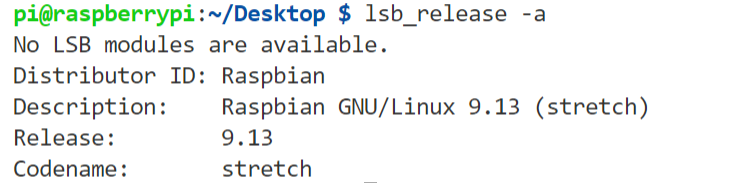 pi@raspberrypi:~/Desktop $ lsb_release -a
No LSB modules are available.
Distributor ID: Raspbian
Description:    Raspbian GNU/Linux 9.13 (stretch)
Release:        9.13
Codename:       stretch